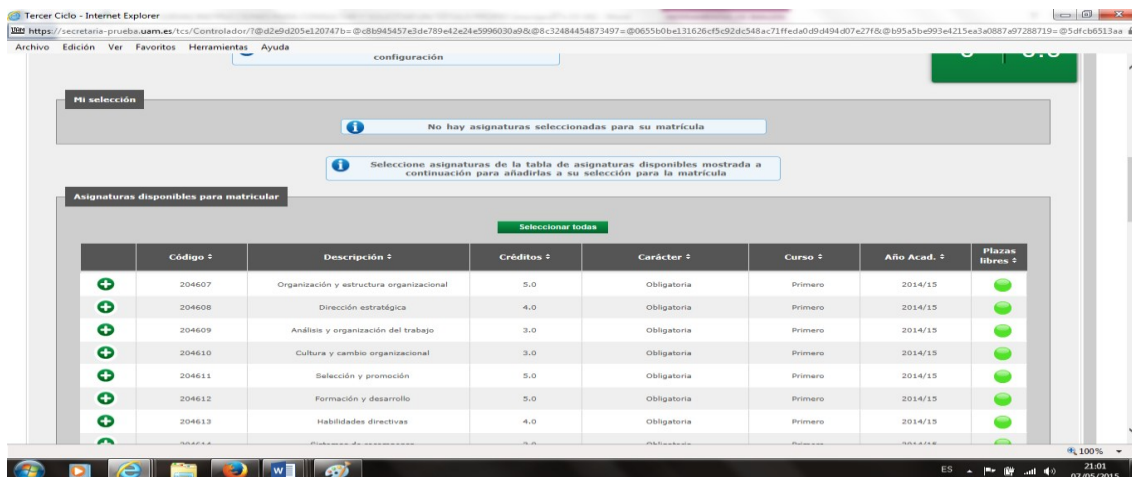 Tercer Ciclo - Internet Explorer
Archivo Edición Ver Favoritos Herramientas Ayuda
configuración
Mi selección
No hay asignaturas seleccionadas para su matrícula
Seleccione asignaturas de la tabla de asignaturas disponibles mostrada a
continuación para añadirlas a su selección para la matrícula
Asignaturas disponibles para matricular
Seleccionar todas
Código Descripción Créditos Carácter Curso Año Acad. Plazas
libres
204607 Organización y estructura organizacional 5.0 Obligatoria Primero 2014/15
204608 Dirección estratégica 4.0 Obligatoria Primero 2014/15
204609 Análisis y organización del trabajo 3.0 Obligatoria Primero 2014/15
204610 Cultura y cambio organizacional 3.0 Obligatoria Primero 2014/15
204611 Selección y promoción 5.0 Obligatoria Primero 2014/15
204612 Formación y desarrollo 5.0 Obligatoria Primero 2014/15
204613 Habilidades directivas 4.0 Obligatoria Primero 2014/15
100%
ES 21:01
07/05/2015